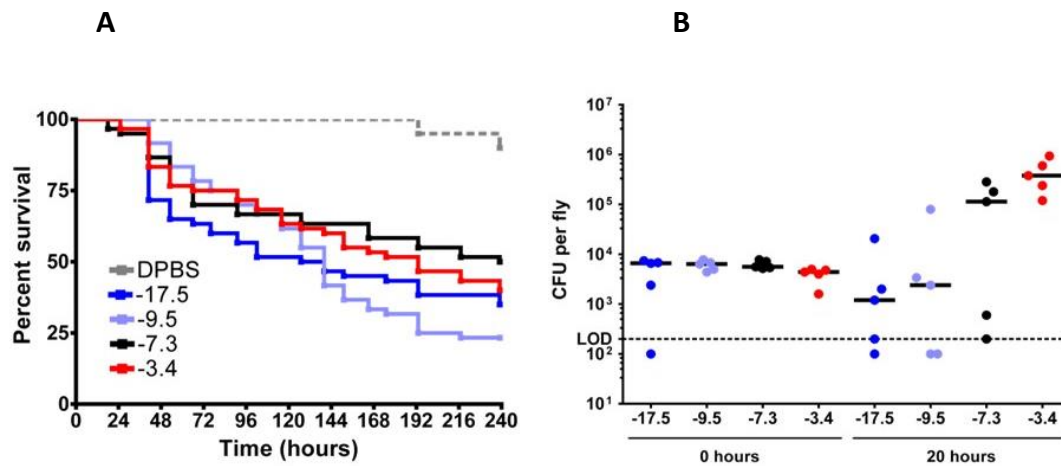 A
B
Percent survival
100
75
50
25
0
DPBS
-17.5
-9.5
-7.3
-3.4
0 24 48 72 96 120 144 168 192 216 240
Time (hours)
CFU per fly
10⁷
10⁶
10⁵
10⁴
10³
LOD
10²
10¹
-17.5 -9.5 -7.3 -3.4 -17.5 -9.5 -7.3 -3.4
0 hours 20 hours